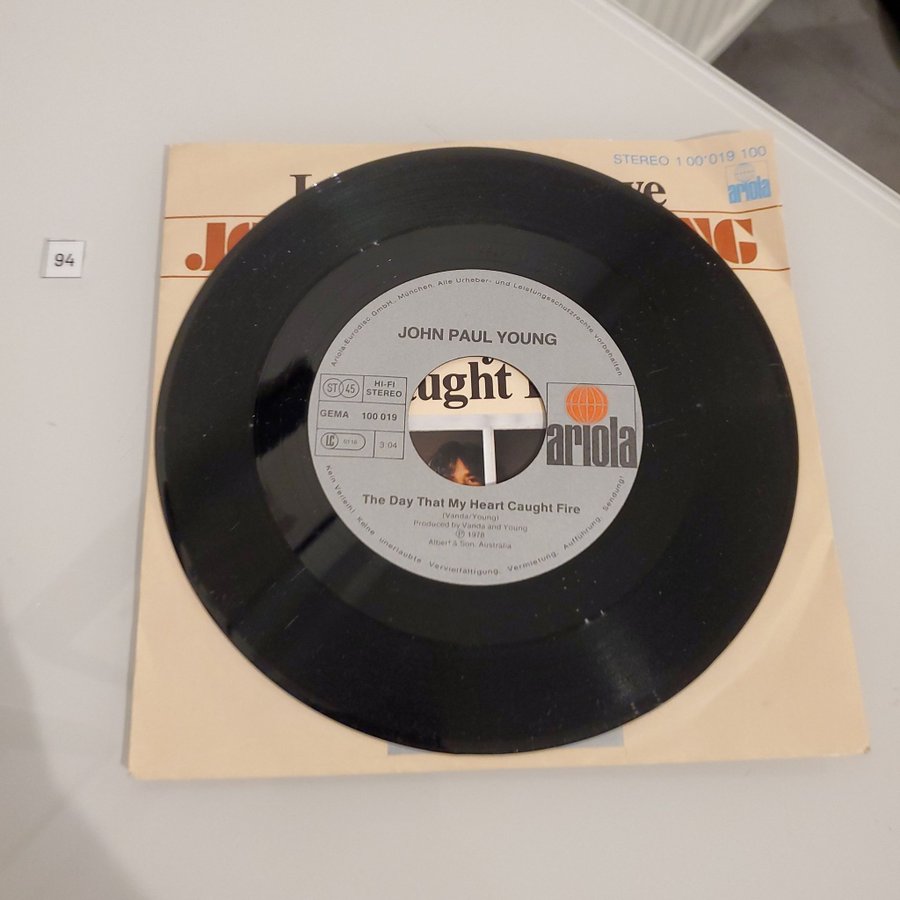 STEREO 1 00'019 100
ariola
94
Ariola-Eurodisc GmbH - München. Alle Urheber- und Leistungsschutzrechte vorbehalten.
JOHN PAUL YOUNG
ST 45
HI-FI
STEREO
GEMA 100 019
LC
3:04
ught
ariola
The Day That My Heart Caught Fire
(Vanda/Young)
Produced by Vanda and Young
Ⓟ 1978
Albert & Son. Australia
Kein Verleih! Keine unerlaubte Vervielfältigung, Vermietung, Aufführung, Sendung!